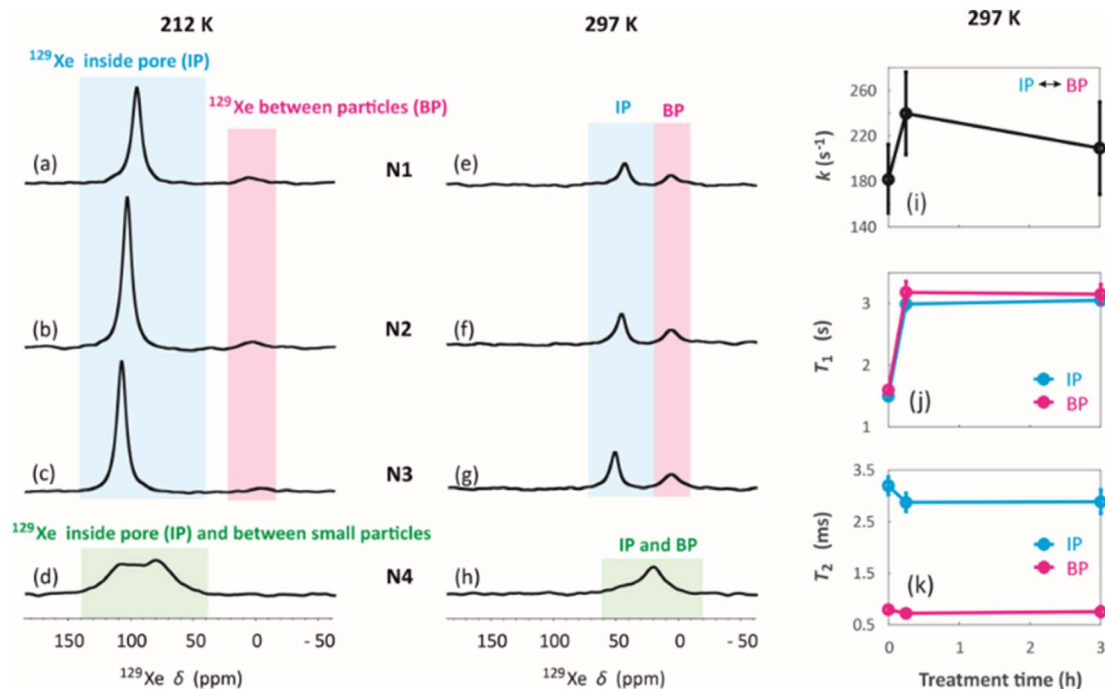 212 K
297 K
297 K
¹²⁹Xe inside pore (IP)
¹²⁹Xe between particles (BP)
IP
BP
(a)
N1
(e)
(b)
N2
(f)
(c)
N3
(g)
¹²⁹Xe inside pore (IP) and between small particles
IP and BP
(d)
N4
(h)
150 100 50 0 - 50
150 100 50 0 - 50
¹²⁹Xe δ (ppm)
¹²⁹Xe δ (ppm)
IP ↔ BP
260
220
180
140
k (s⁻¹)
(i)
3
2
1
T₁ (s)
(j)
IP
BP
3.5
2.5
1.5
0.5
T₂ (ms)
IP
BP
(k)
0 1 2 3
Treatment time (h)